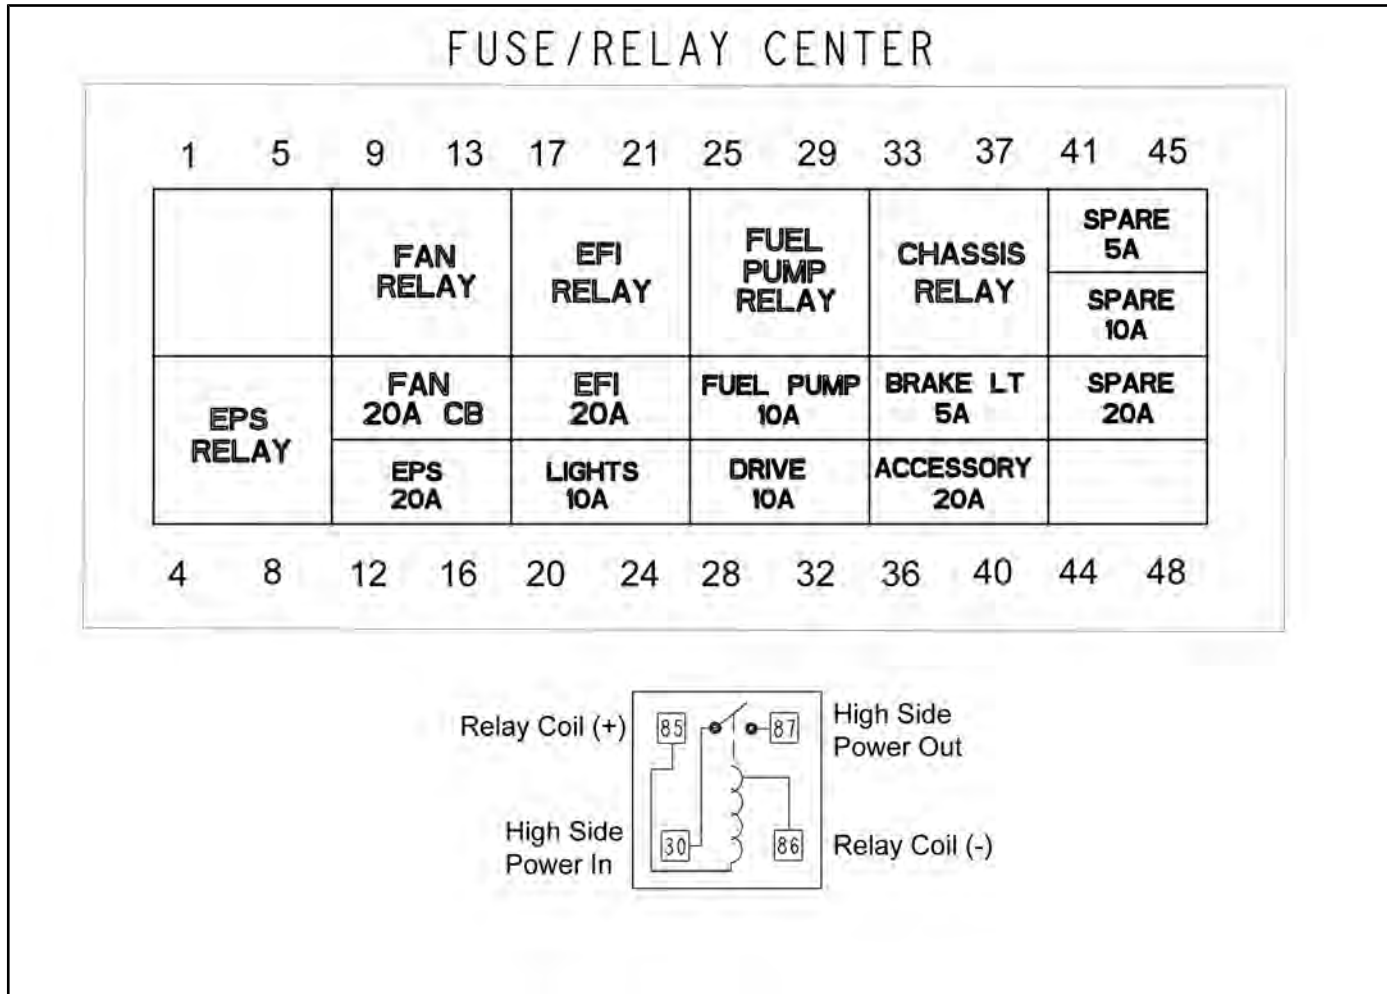 FUSE/RELAY CENTER
1 5 9 13 17 21 25 29 33 37 41 45
FAN
RELAY
EFI
RELAY
FUEL
PUMP
RELAY
CHASSIS
RELAY
SPARE
5A
SPARE
10A
EPS
RELAY
FAN
20A CB
EFI
20A
FUEL PUMP
10A
BRAKE LT
5A
SPARE
20A
EPS
20A
LIGHTS
10A
DRIVE
10A
ACCESSORY
20A
4 8 12 16 20 24 28 32 36 40 44 48
Relay Coil (+)
85
87
High Side
Power Out
High Side
Power In
30
86
Relay Coil (-)